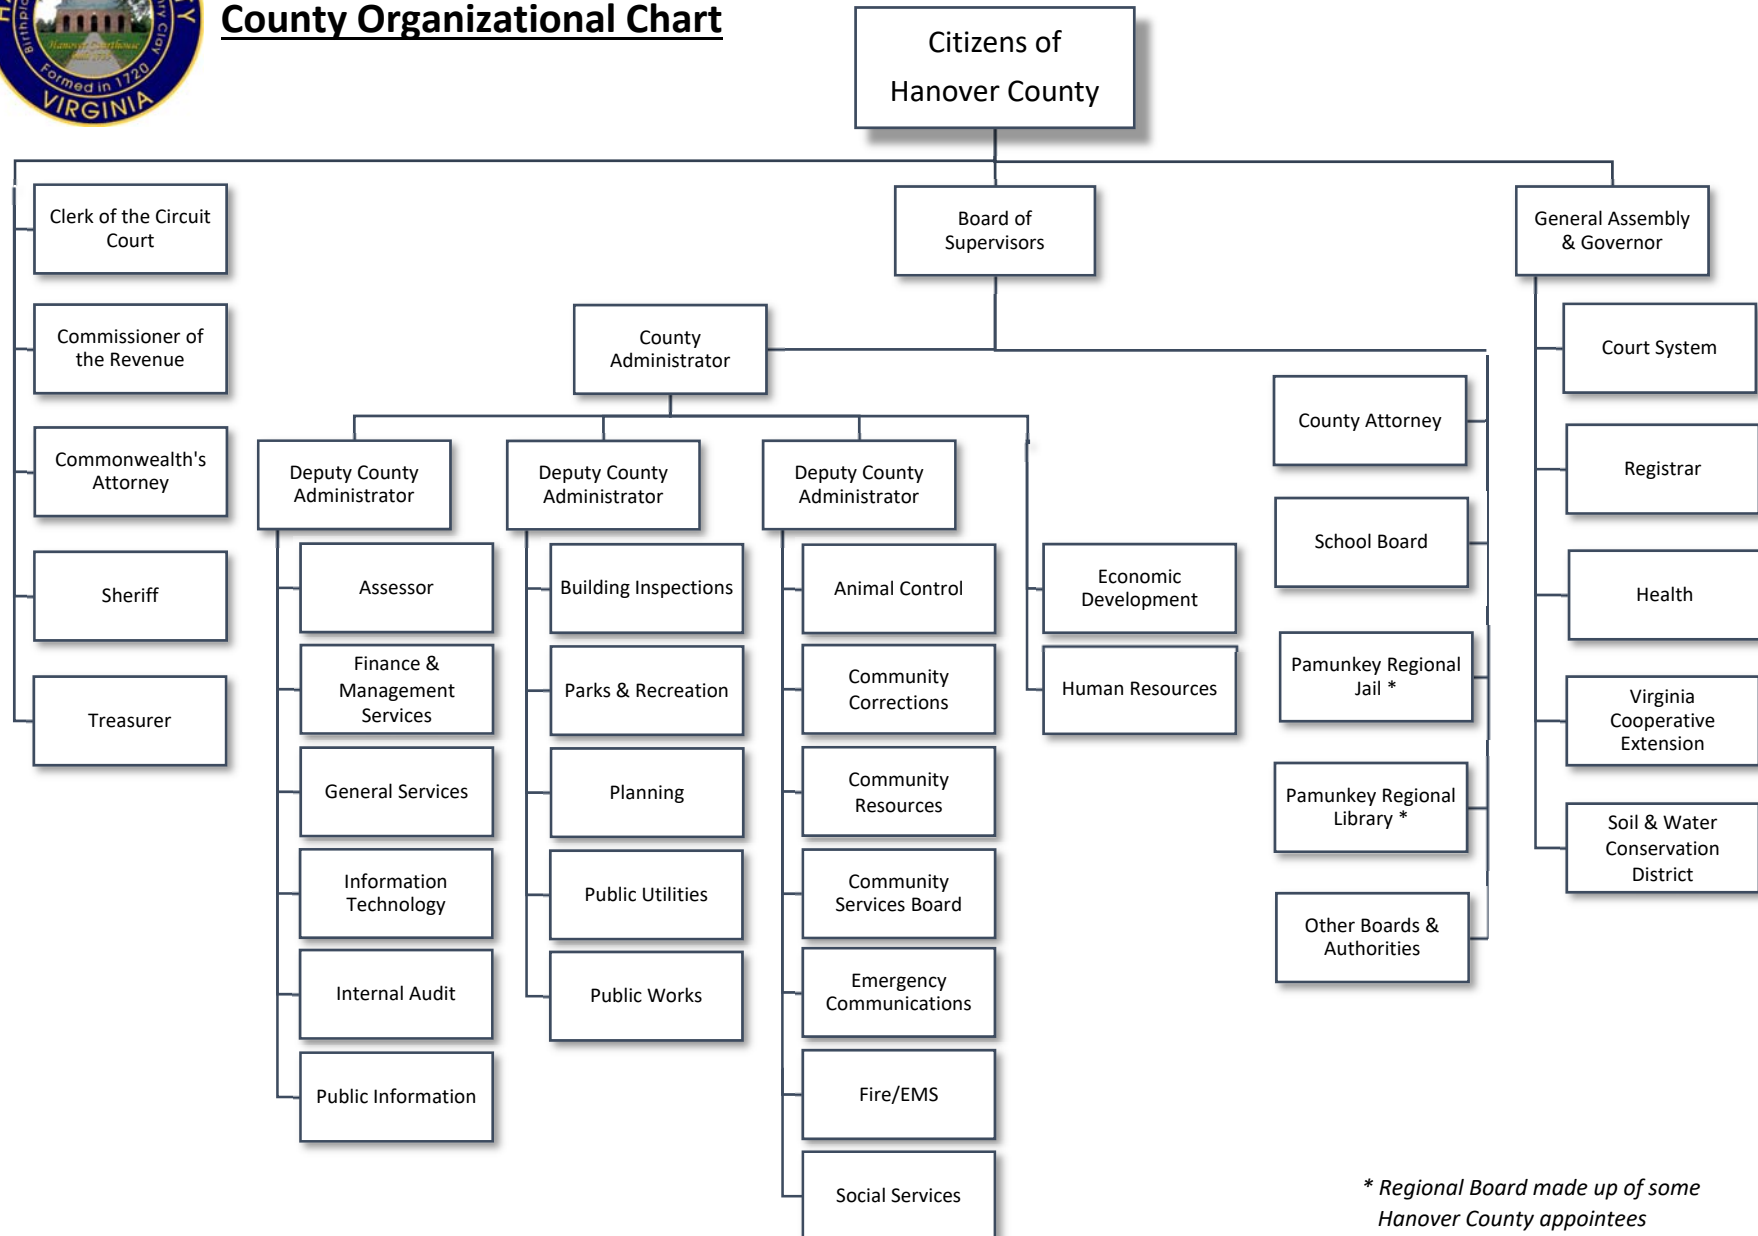 County Organizational Chart
Birthpl
ry Clay
Hanover Courthouse
Formed in 1720
VIRGINIA
Citizens of
Hanover County
Clerk of the Circuit
Court
Commissioner of
the Revenue
Commonwealth's
Attorney
Sheriff
Treasurer
Board of
Supervisors
County
Administrator
Deputy County
Administrator
Assessor
Finance &
Management
Services
General Services
Information
Technology
Internal Audit
Public Information
Deputy County
Administrator
Building Inspections
Parks & Recreation
Planning
Public Utilities
Public Works
Deputy County
Administrator
Animal Control
Community
Corrections
Community
Resources
Community
Services Board
Emergency
Communications
Fire/EMS
Social Services
Economic
Development
Human Resources
County Attorney
School Board
Pamunkey Regional
Jail *
Pamunkey Regional
Library *
Other Boards &
Authorities
General Assembly
& Governor
Court System
Registrar
Health
Virginia
Cooperative
Extension
Soil & Water
Conservation
District
* Regional Board made up of some
Hanover County appointees